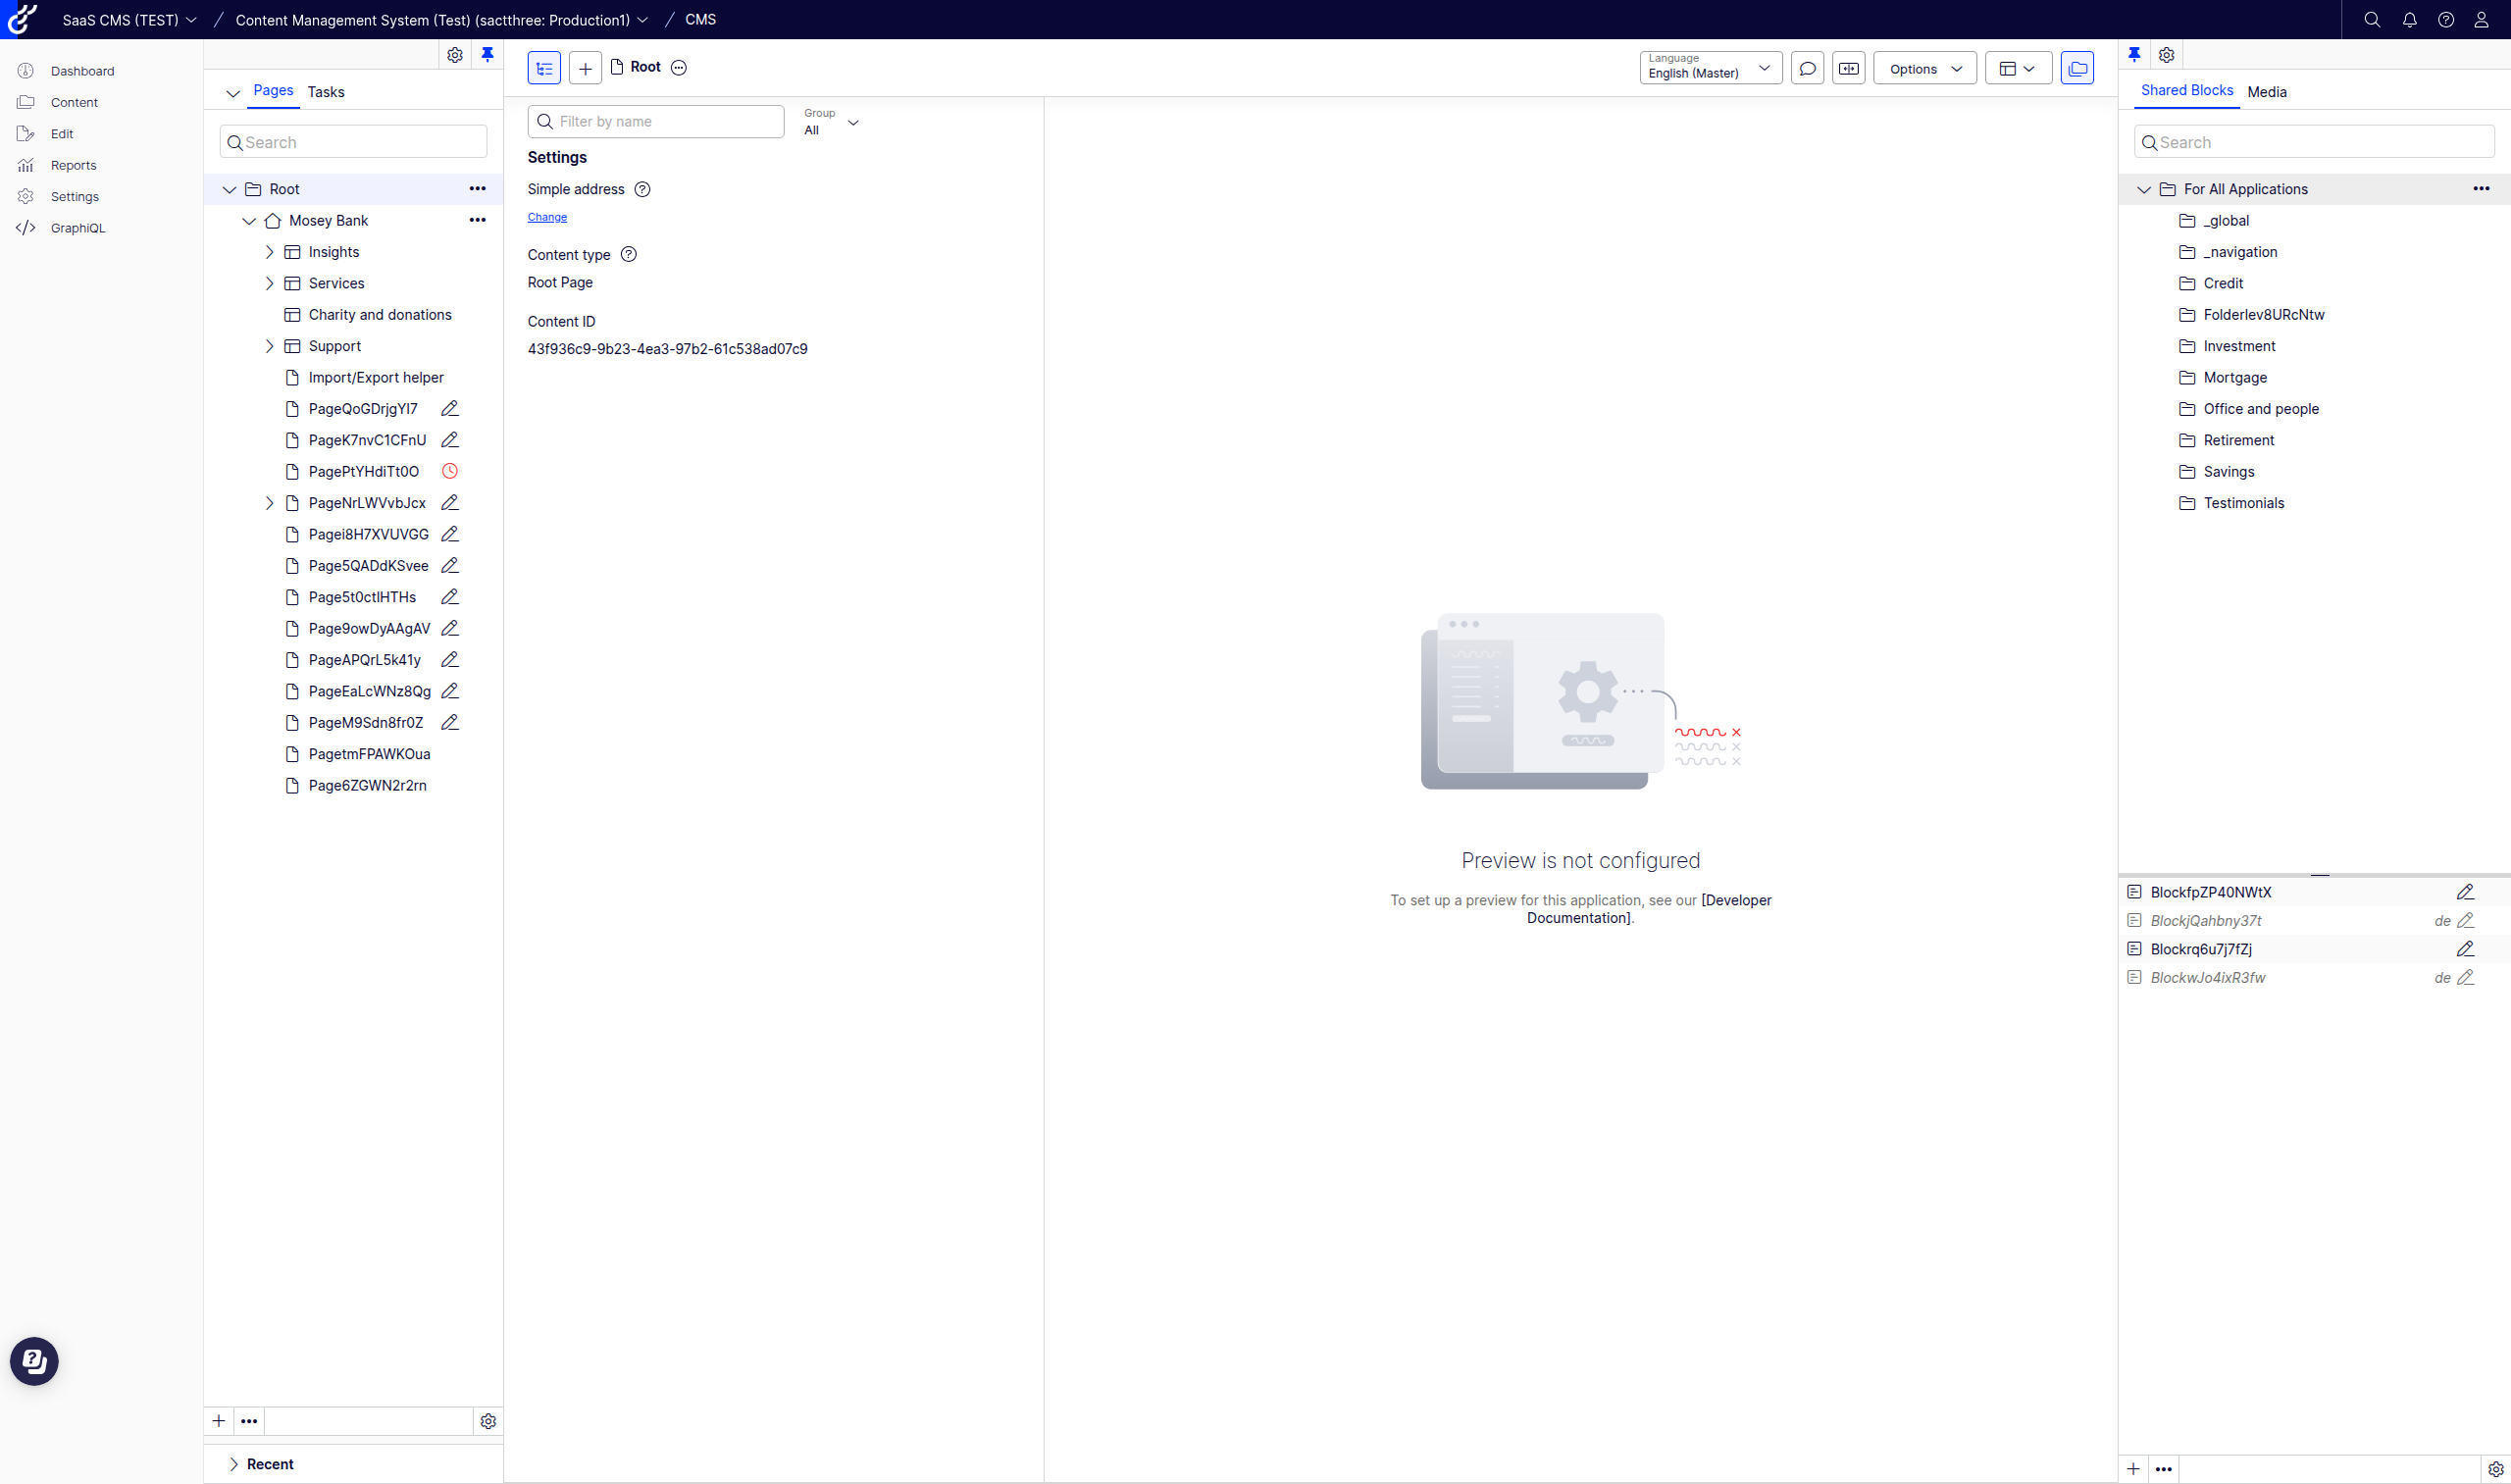 SaaS CMS (TEST) / Content Management System (Test) (sactthree: Production1) / CMS
Dashboard
Content
Edit
Reports
Settings
GraphiQL
Pages Tasks
Search
Root
Mosey Bank
Insights
Services
Charity and donations
Support
Import/Export helper
PageQoGDrjgYI7
PageK7nvC1CFnU
PagePtYHdiTt0O
PageNrLWVvbJcx
Pagei8H7XVUVGG
Page5QADdKSvee
Page5t0ctlHTHs
Page9owDyAAgAV
PageAPQrL5k41y
PageEaLcWNz8Qg
PageM9Sdn8fr0Z
PagetmFPAWKOua
Page6ZGWN2r2rn
Recent
Root
Language
English (Master)
Options
Filter by name
Group
All
Settings
Simple address
Change
Content type
Root Page
Content ID
43f936c9-9b23-4ea3-97b2-61c538ad07c9
Preview is not configured
To set up a preview for this application, see our [Developer
Documentation].
Shared Blocks Media
Search
For All Applications
_global
_navigation
Credit
FolderIev8URcNtw
Investment
Mortgage
Office and people
Retirement
Savings
Testimonials
BlockfpZP40NWtX
BlockjQahbny37t de
Blockrq6u7j7fZj
BlockwJo4ixR3fw de